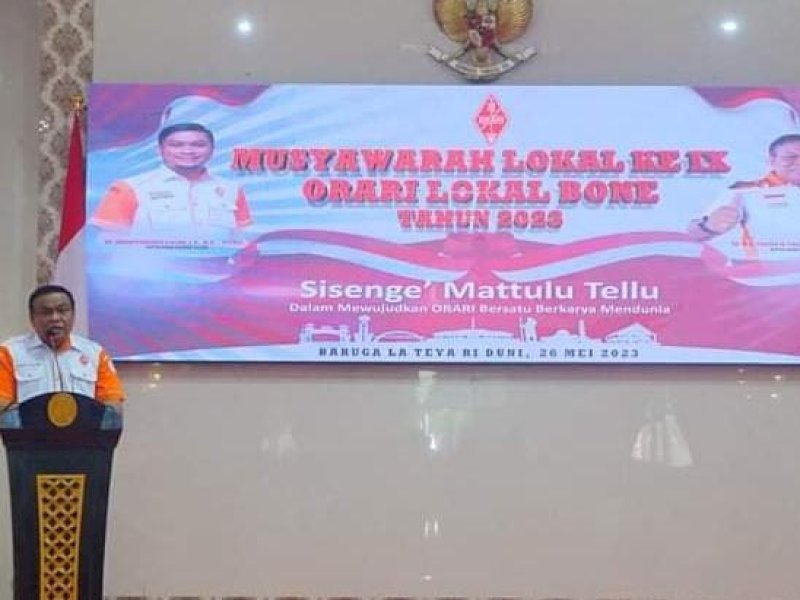 ORARI
MUSYAWARAH LOKAL KE IX
ORARI LOKAL BONE
TAHUN 2023
Sisenge' Mattulu Tellu
Dalam Mewujudkan ORARI Bersatu Berkarya Mendunia
BARUGA LA TEYA RI DUNI, 26 MEI 2023